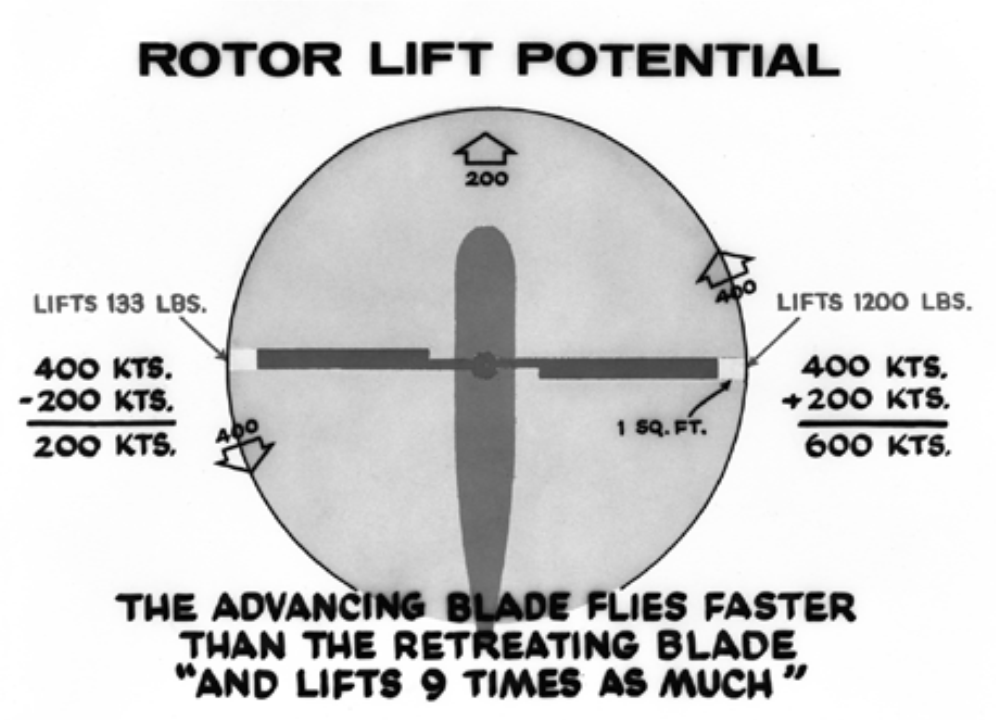 ROTOR LIFT POTENTIAL
200
400
LIFTS 133 LBS.
LIFTS 1200 LBS.
400 KTS.
-200 KTS.
200 KTS.
400 KTS.
+200 KTS.
600 KTS.
1 SQ. FT.
400
THE ADVANCING BLADE FLIES FASTER
THAN THE RETREATING BLADE
"AND LIFTS 9 TIMES AS MUCH"